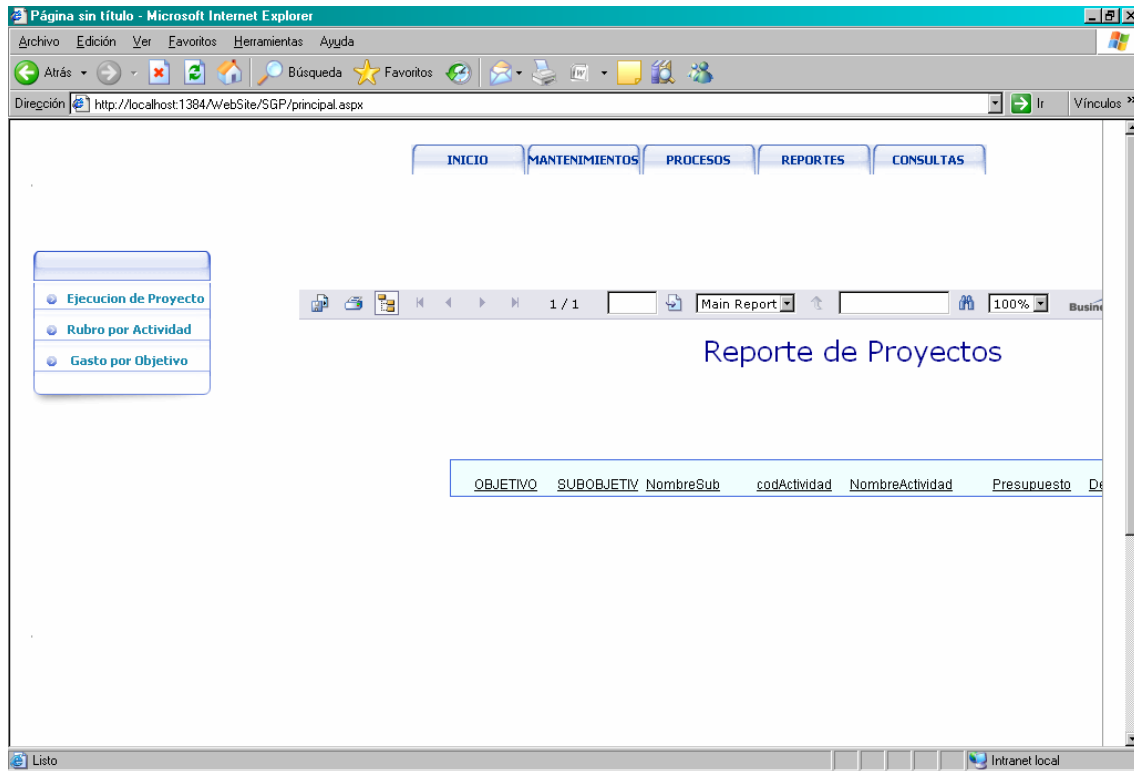 Página sin título - Microsoft Internet Explorer
Archivo Edición Ver Favoritos Herramientas Ayuda
Atrás Búsqueda Favoritos
Dirección http://localhost:1384/WebSite/SGP/principal.aspx Ir Vínculos »
INICIO MANTENIMIENTOS PROCESOS REPORTES CONSULTAS
Ejecucion de Proyecto
Rubro por Actividad
Gasto por Objetivo
1 / 1 Main Report 100% Busin
Reporte de Proyectos
OBJETIVO SUBOBJETIV NombreSub codActividad NombreActividad Presupuesto De
Listo Intranet local